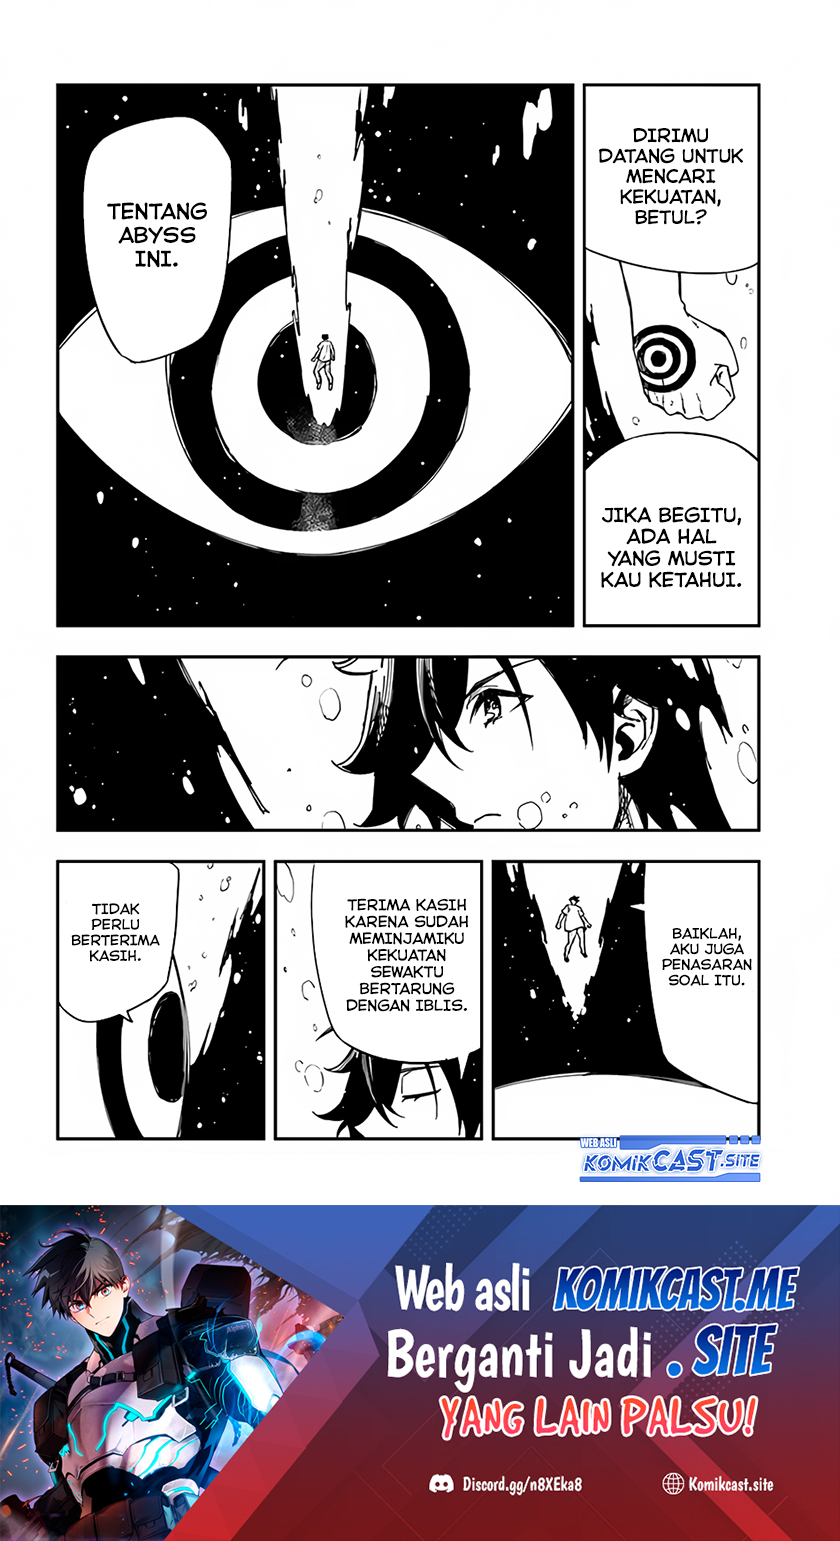 DIRIMU
DATANG UNTUK
MENCARI
KEKUATAN,
BETUL?
JIKA BEGITU,
ADA HAL
YANG MUSTI
KAU KETAHUI.
TENTANG
ABYSS
INI.
BAIKLAH,
AKU JUGA
PENASARAN
SOAL ITU.
TERIMA KASIH
KARENA SUDAH
MEMINJAMIKU
KEKUATAN
SEWAKTU
BERTARUNG
DENGAN IBLIS.
TIDAK
PERLU
BERTERIMA
KASIH.
WEB ASLI
KOMIKCAST.SITE
Web asli KOMIKCAST.ME
Berganti Jadi . SITE
YANG LAIN PALSU!
Discord.gg/n8XEka8
Komikcast.site